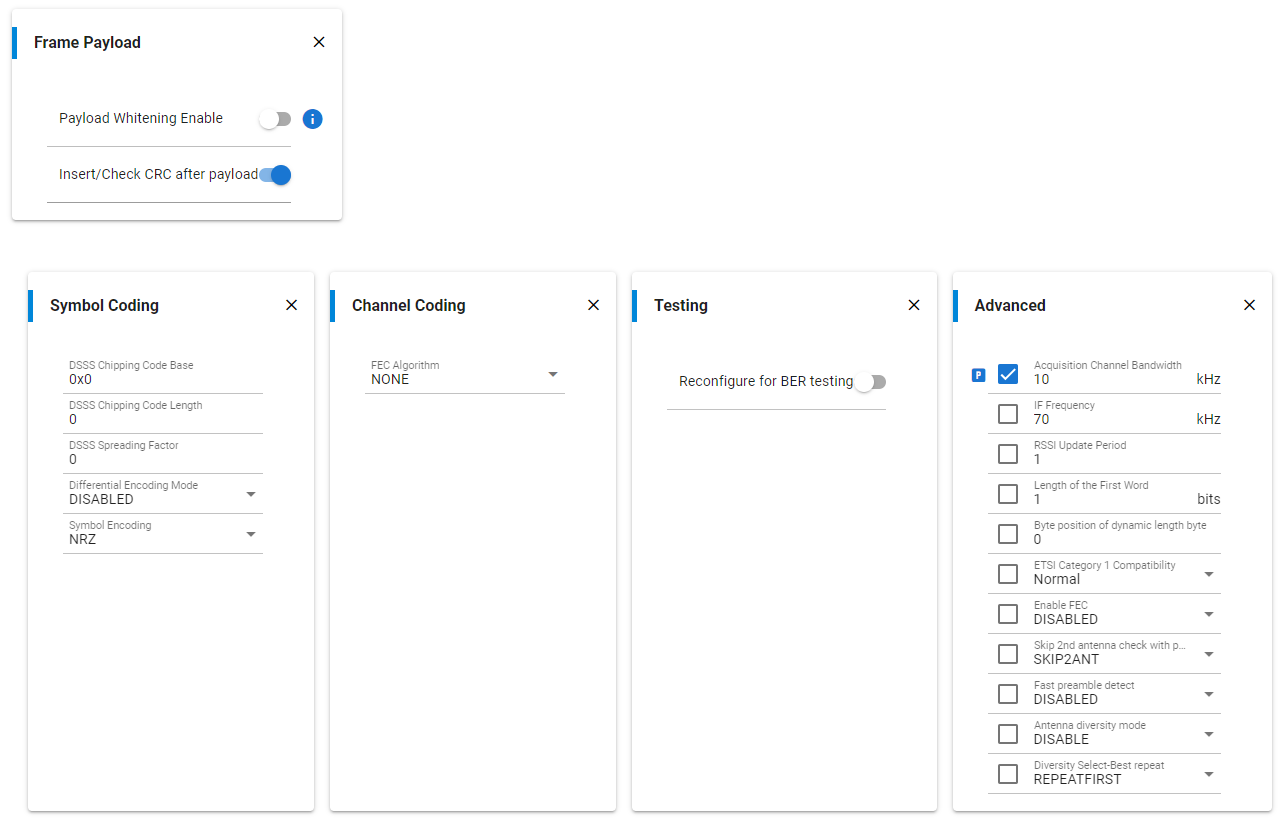 Frame Payload
Payload Whitening Enable
i
Insert/Check CRC after payload
Symbol Coding
DSSS Chipping Code Base
0x0
DSSS Chipping Code Length
0
DSSS Spreading Factor
0
Differential Encoding Mode
DISABLED
Symbol Encoding
NRZ
Channel Coding
FEC Algorithm
NONE
Testing
Reconfigure for BER testing
Advanced
P
Acquisition Channel Bandwidth
10 kHz
IF Frequency
70 kHz
RSSI Update Period
1
Length of the First Word
1 bits
Byte position of dynamic length byte
0
ETSI Category 1 Compatibility
Normal
Enable FEC
DISABLED
Skip 2nd antenna check with p...
SKIP2ANT
Fast preamble detect
DISABLED
Antenna diversity mode
DISABLE
Diversity Select-Best repeat
REPEATFIRST